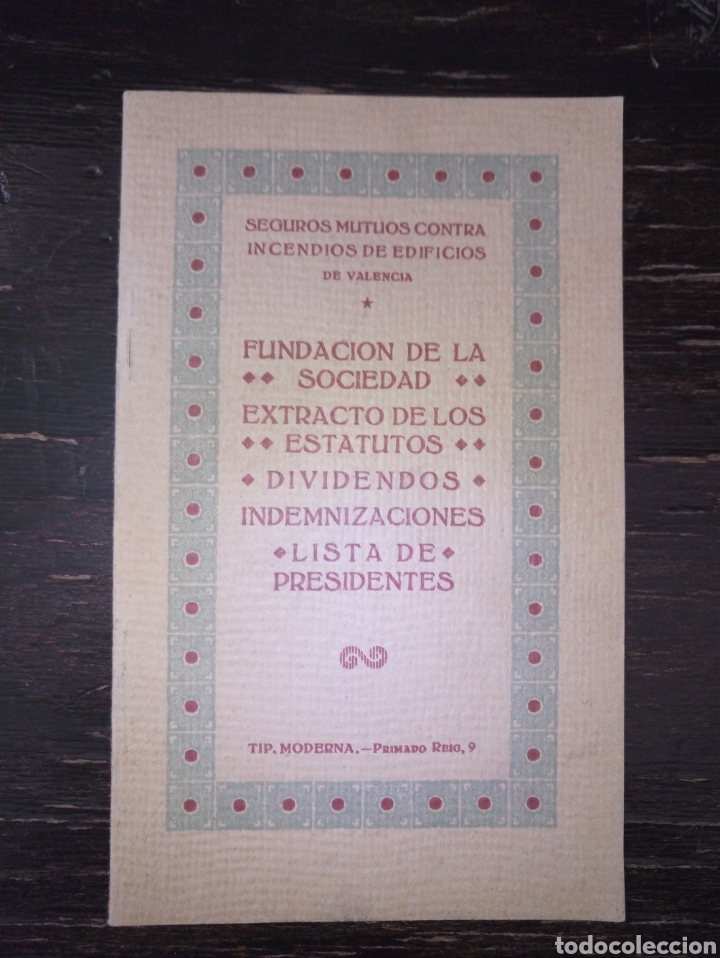 SEGUROS MUTUOS CONTRA
INCENDIOS DE EDIFICIOS
DE VALENCIA
FUNDACION DE LA
SOCIEDAD
EXTRACTO DE LOS
ESTATUTOS
DIVIDENDOS
INDEMNIZACIONES
LISTA DE
PRESIDENTES
TIP. MODERNA.—PRIMADO REIG, 9
todocoleccion